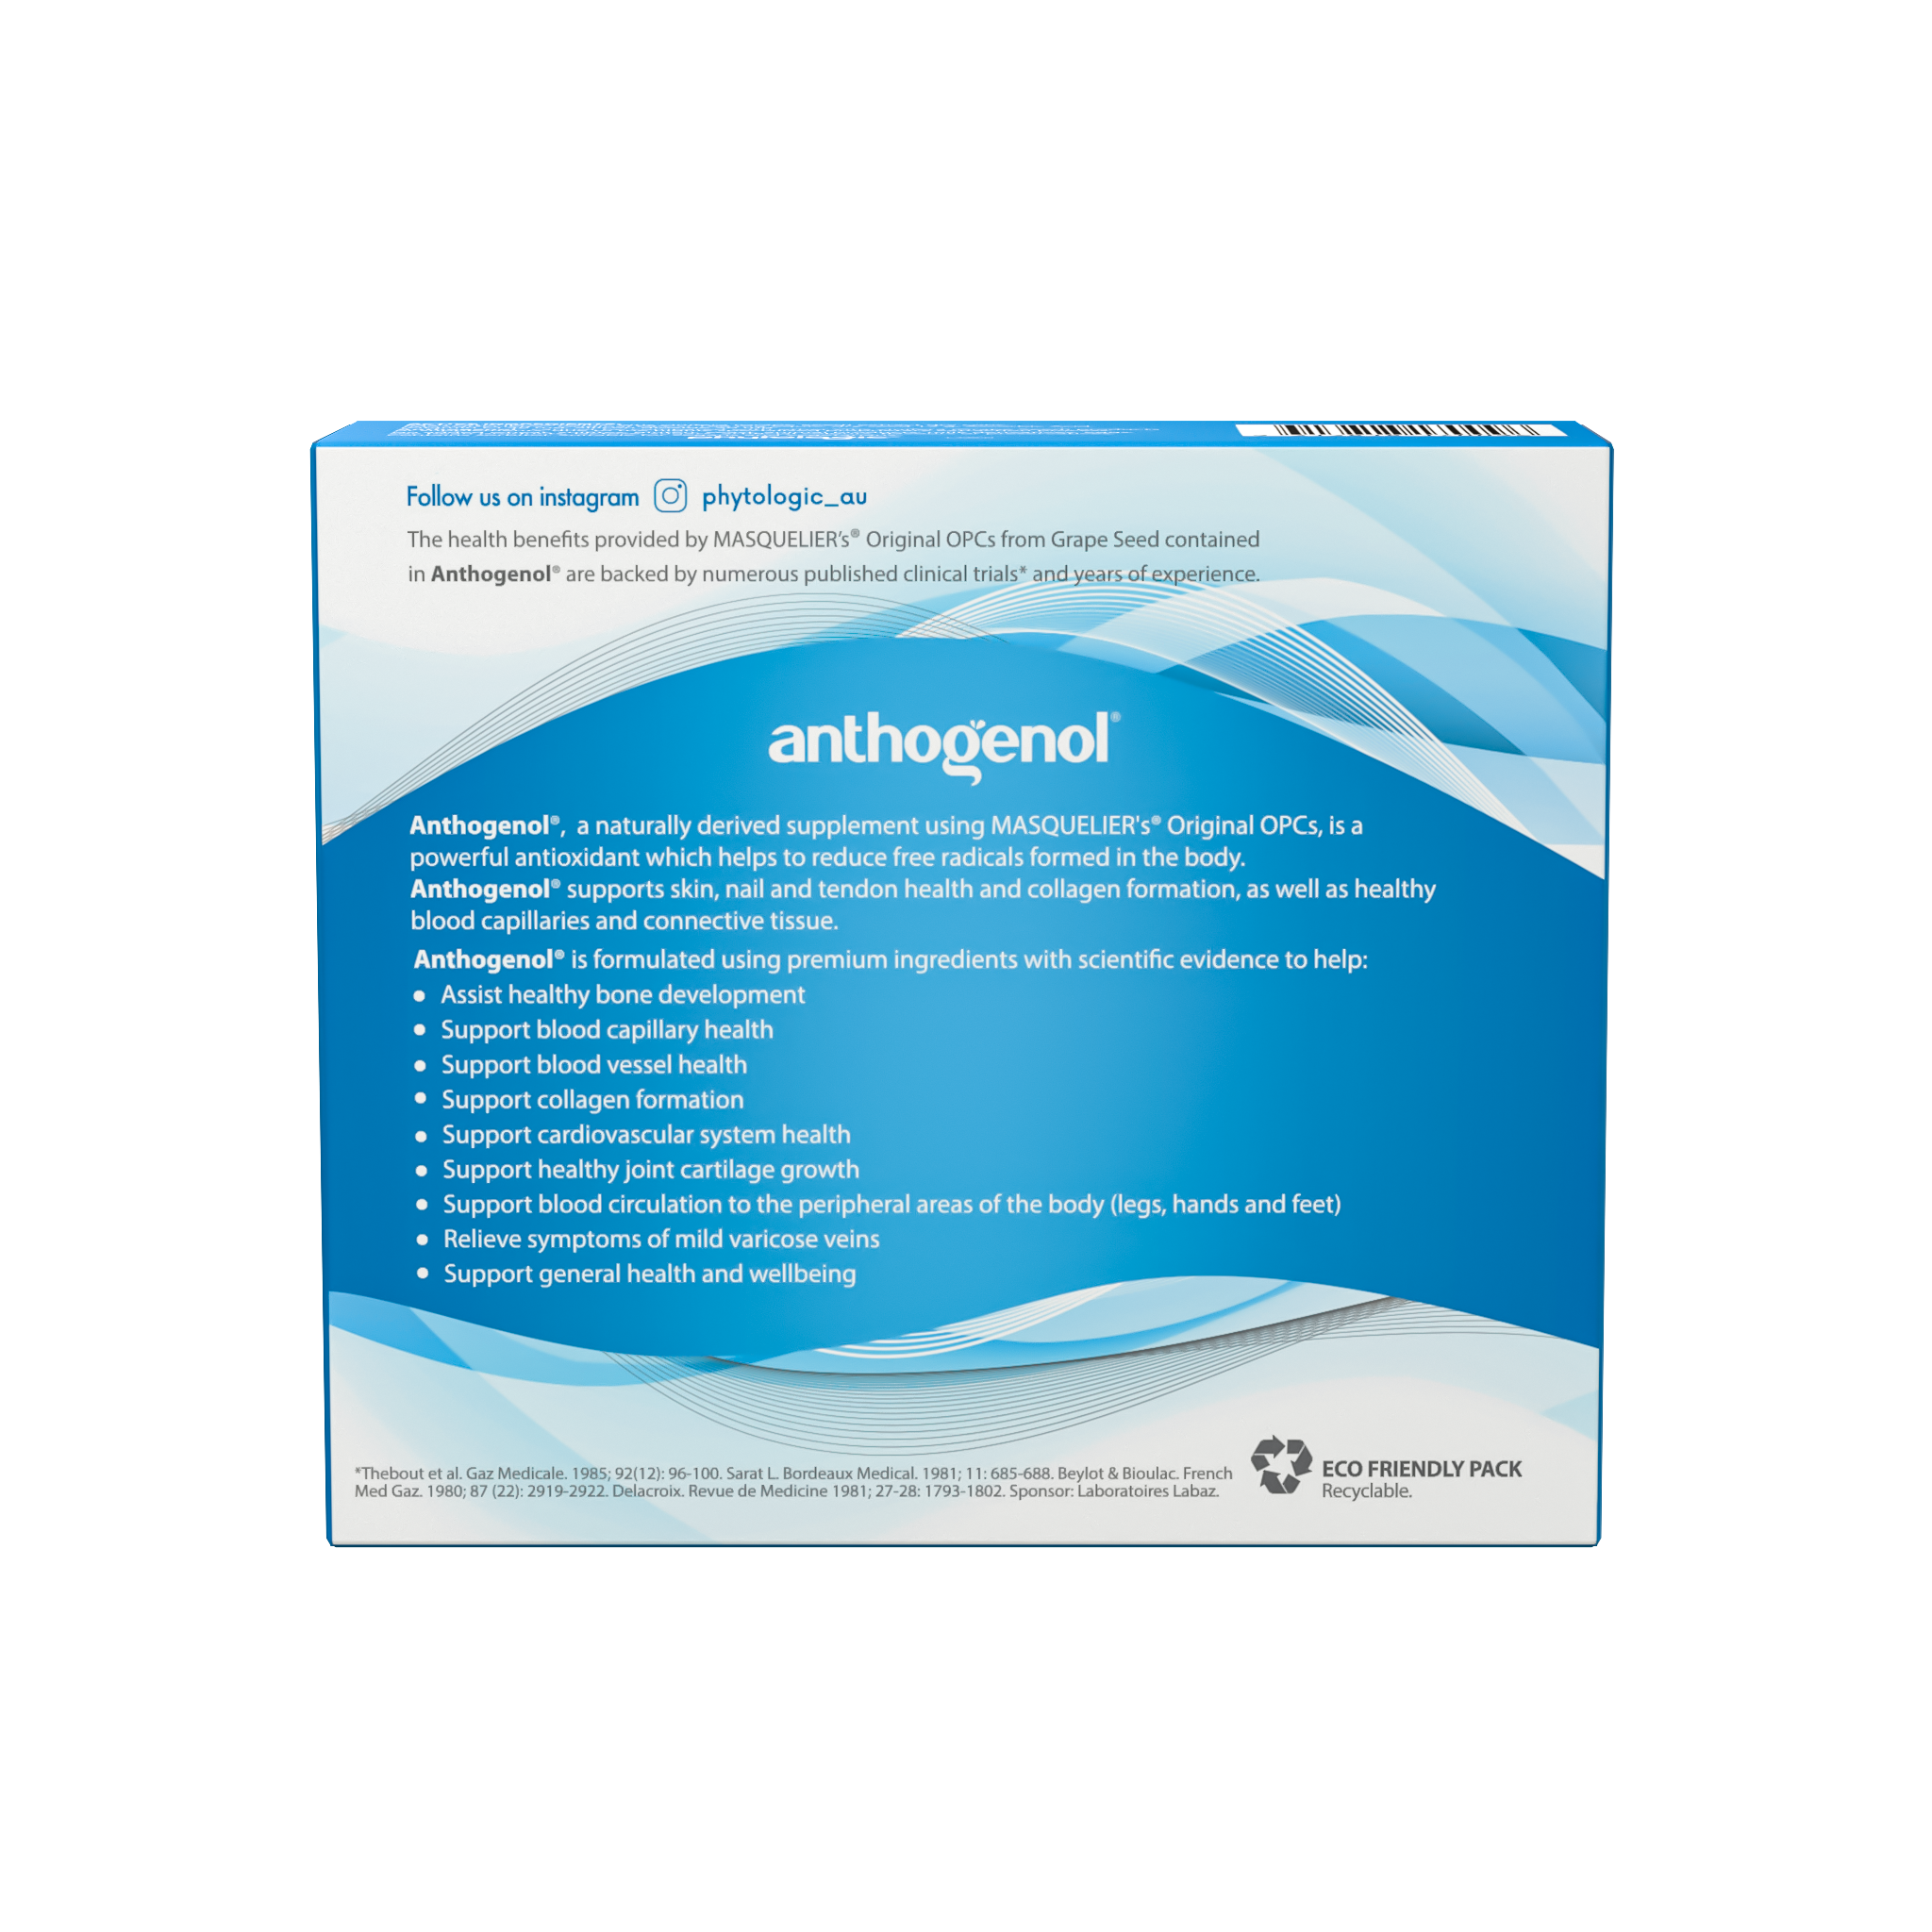 Follow us on instagram phytologic_au
The health benefits provided by MASQUELIER's® Original OPCs from Grape Seed contained
in Anthogenol® are backed by numerous published clinical trials* and years of experience.
anthogenol®
Anthogenol®, a naturally derived supplement using MASQUELIER's® Original OPCs, is a
powerful antioxidant which helps to reduce free radicals formed in the body.
Anthogenol® supports skin, nail and tendon health and collagen formation, as well as healthy
blood capillaries and connective tissue.
Anthogenol® is formulated using premium ingredients with scientific evidence to help:
• Assist healthy bone development
• Support blood capillary health
• Support blood vessel health
• Support collagen formation
• Support cardiovascular system health
• Support healthy joint cartilage growth
• Support blood circulation to the peripheral areas of the body (legs, hands and feet)
• Relieve symptoms of mild varicose veins
• Support general health and wellbeing
*Thebout et al. Gaz Medicale. 1985; 92(12): 96-100. Sarat L. Bordeaux Medical. 1981; 11: 685-688. Beylot & Bioulac. French
Med Gaz. 1980; 87 (22): 2919-2922. Delacroix. Revue de Medicine 1981; 27-28: 1793-1802. Sponsor: Laboratoires Labaz.
ECO FRIENDLY PACK
Recyclable.